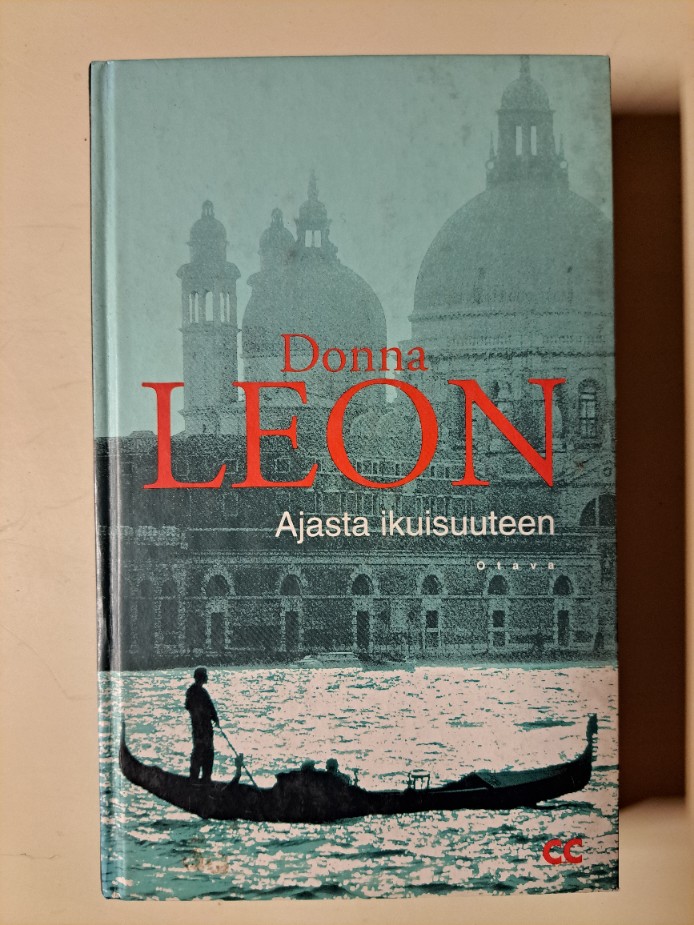 Donna
LEON
Ajasta ikuisuuteen
Otava
CC